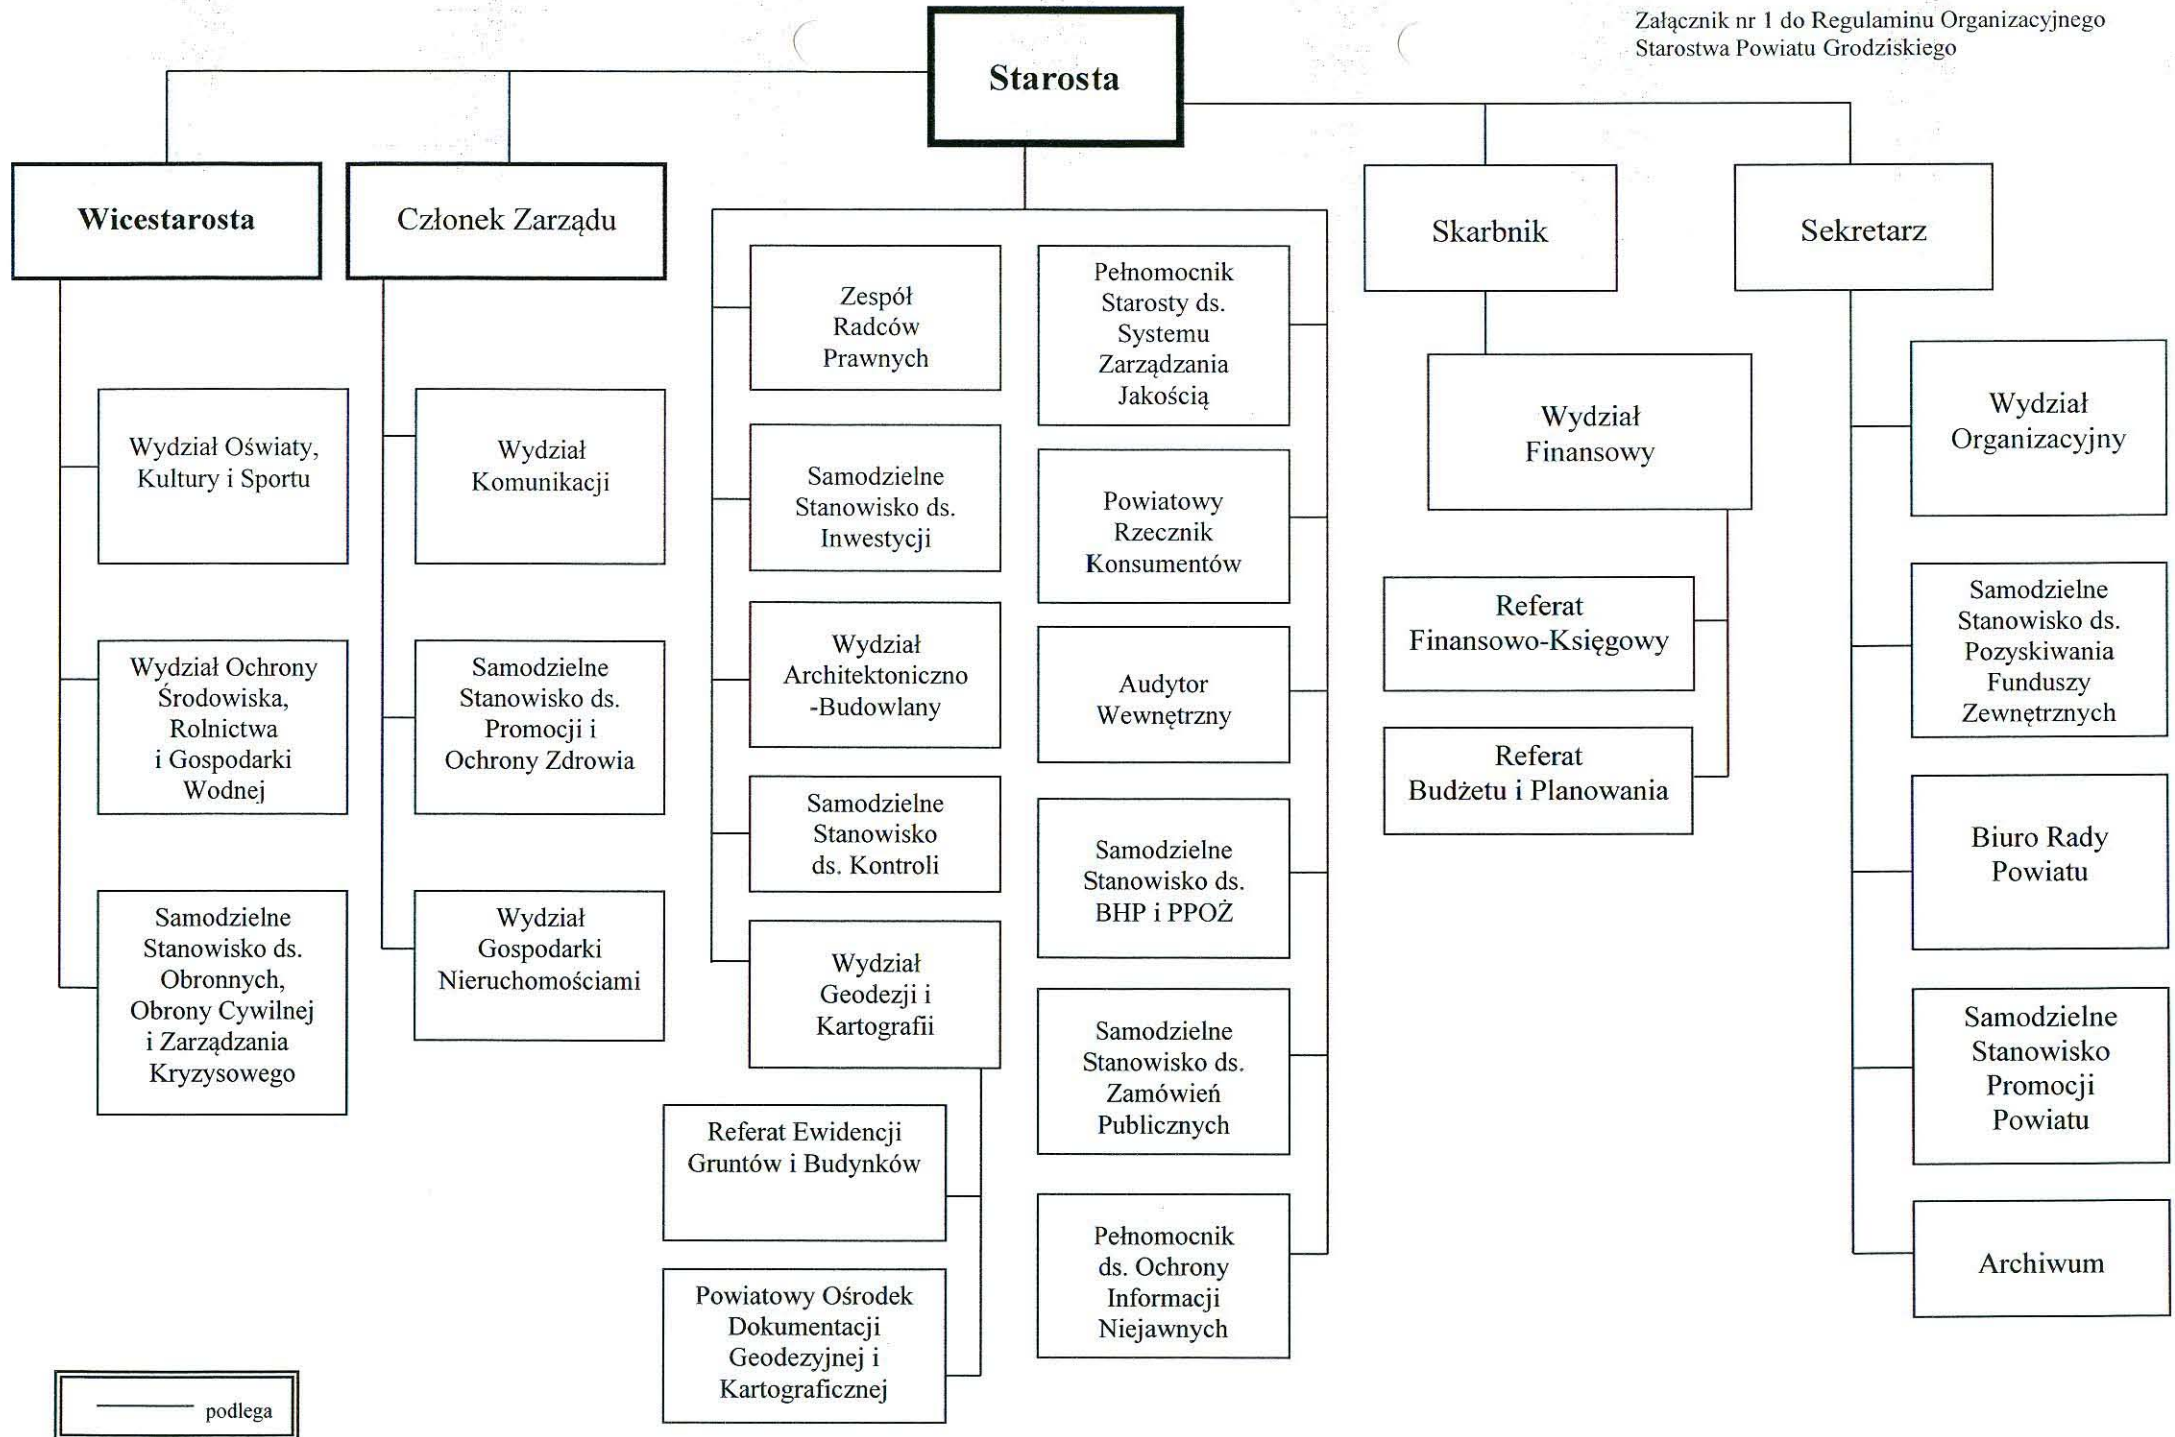 Załącznik nr 1 do Regulaminu Organizacyjnego
Starostwa Powiatu Grodziskiego
Starosta
Wicestarosta
Członek Zarządu
Skarbnik
Sekretarz
Wydział Oświaty,
Kultury i Sportu
Wydział Ochrony
Środowiska,
Rolnictwa
i Gospodarki
Wodnej
Samodzielne
Stanowisko ds.
Obronnych,
Obrony Cywilnej
i Zarządzania
Kryzysowego
Wydział
Komunikacji
Samodzielne
Stanowisko ds.
Promocji i
Ochrony Zdrowia
Wydział
Gospodarki
Nieruchomościami
Zespół
Radców
Prawnych
Samodzielne
Stanowisko ds.
Inwestycji
Wydział
Architektoniczno
-Budowlany
Samodzielne
Stanowisko
ds. Kontroli
Wydział
Geodezji i
Kartografii
Referat Ewidencji
Gruntów i Budynków
Powiatowy Ośrodek
Dokumentacji
Geodezyjnej i
Kartograficznej
Pełnomocnik
Starosty ds.
Systemu
Zarządzania
Jakością
Powiatowy
Rzecznik
Konsumentów
Audytor
Wewnętrzny
Samodzielne
Stanowisko ds.
BHP i PPOŻ
Samodzielne
Stanowisko ds.
Zamówień
Publicznych
Pełnomocnik
ds. Ochrony
Informacji
Niejawnych
Wydział
Finansowy
Referat
Finansowo-Księgowy
Referat
Budżetu i Planowania
Wydział
Organizacyjny
Samodzielne
Stanowisko ds.
Pozyskiwania
Funduszy
Zewnętrznych
Biuro Rady
Powiatu
Samodzielne
Stanowisko
Promocji
Powiatu
Archiwum
podlega